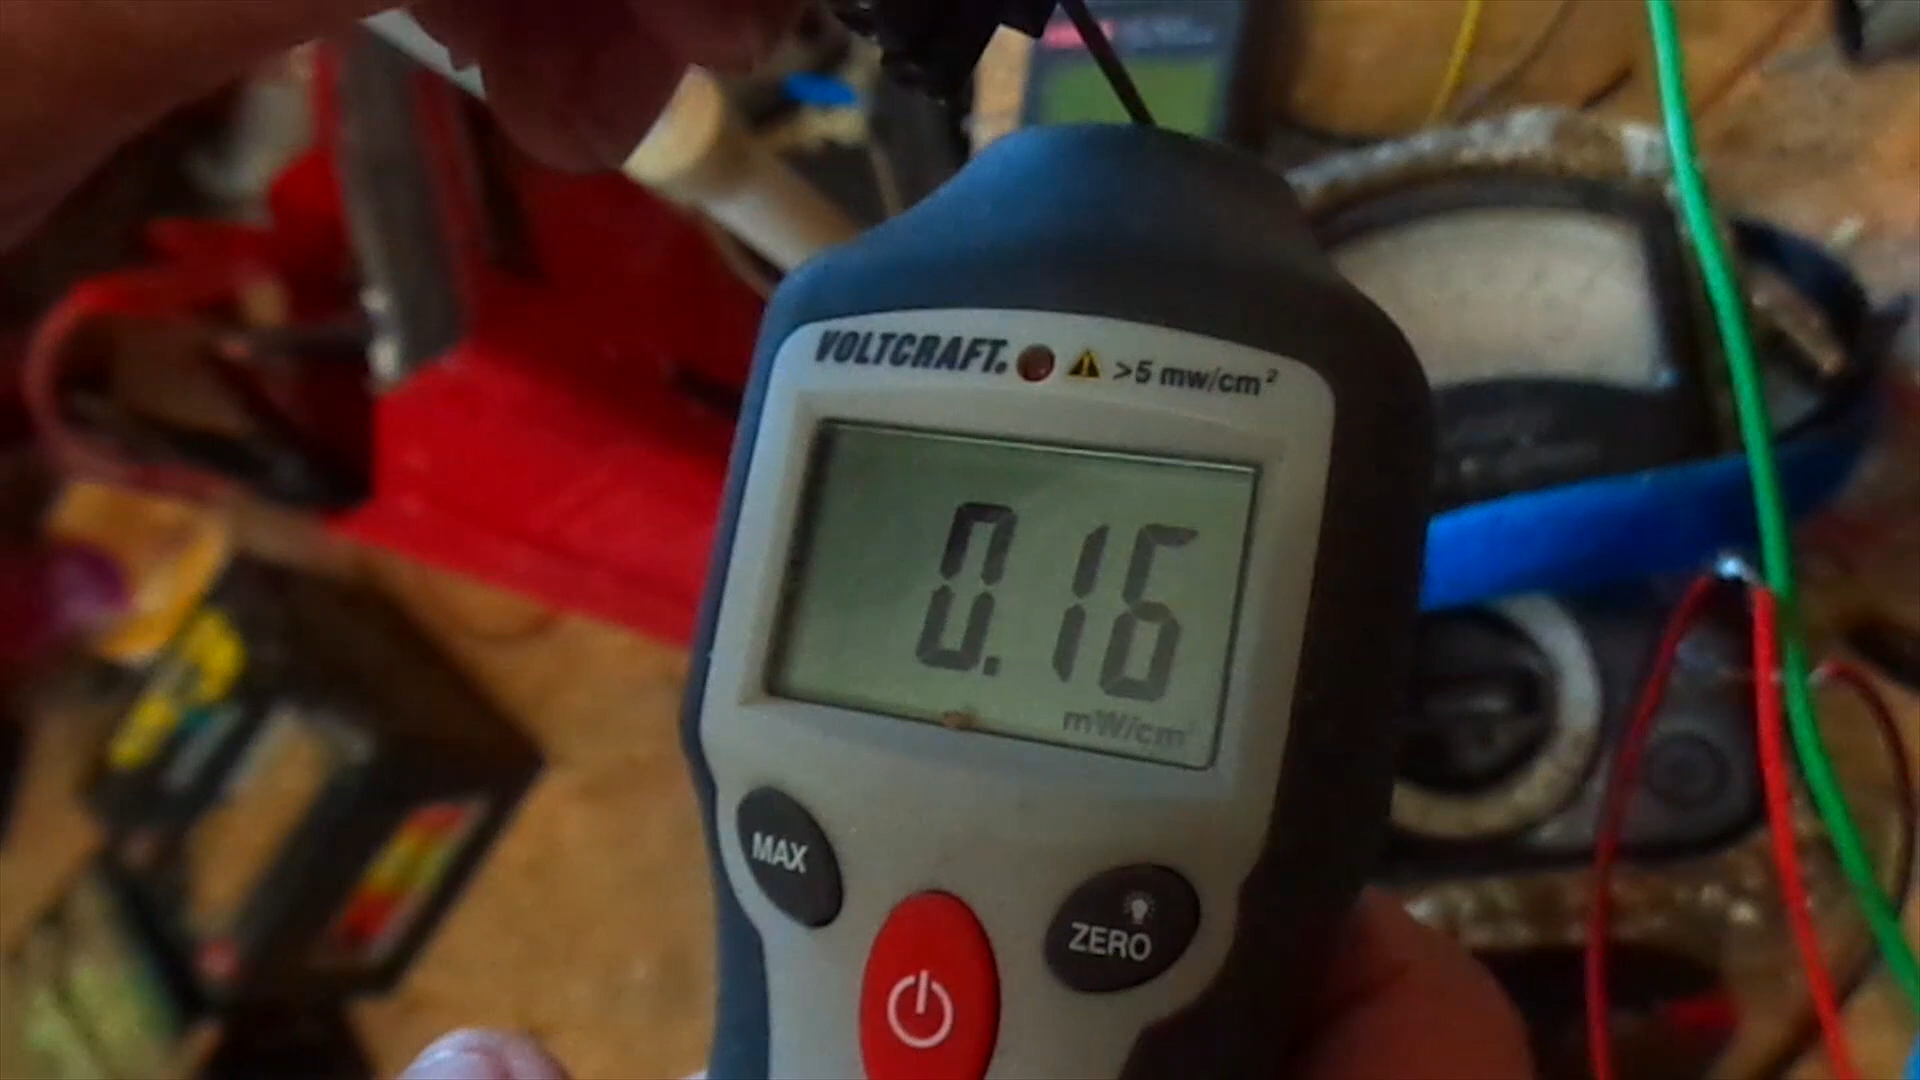 VOLTCRAFT. >5 mw/cm²
0.16
mW/cm²
MAX
ZERO